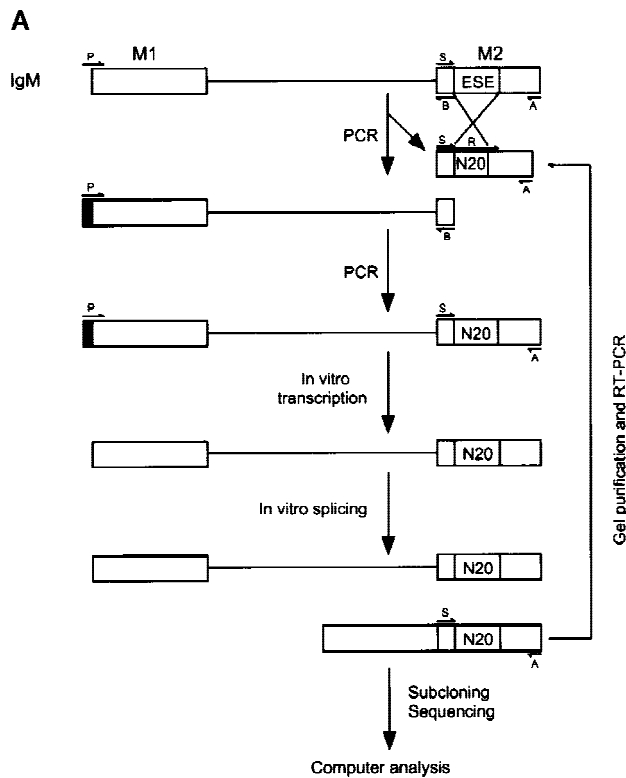 A
P M1 S M2
IgM ESE
B A
PCR S R
N20
P A
B
PCR
P S
N20
A
In vitro
transcription
N20
In vitro splicing
N20
S
N20
A
Gel purification and RT-PCR
Subcloning
Sequencing
Computer analysis